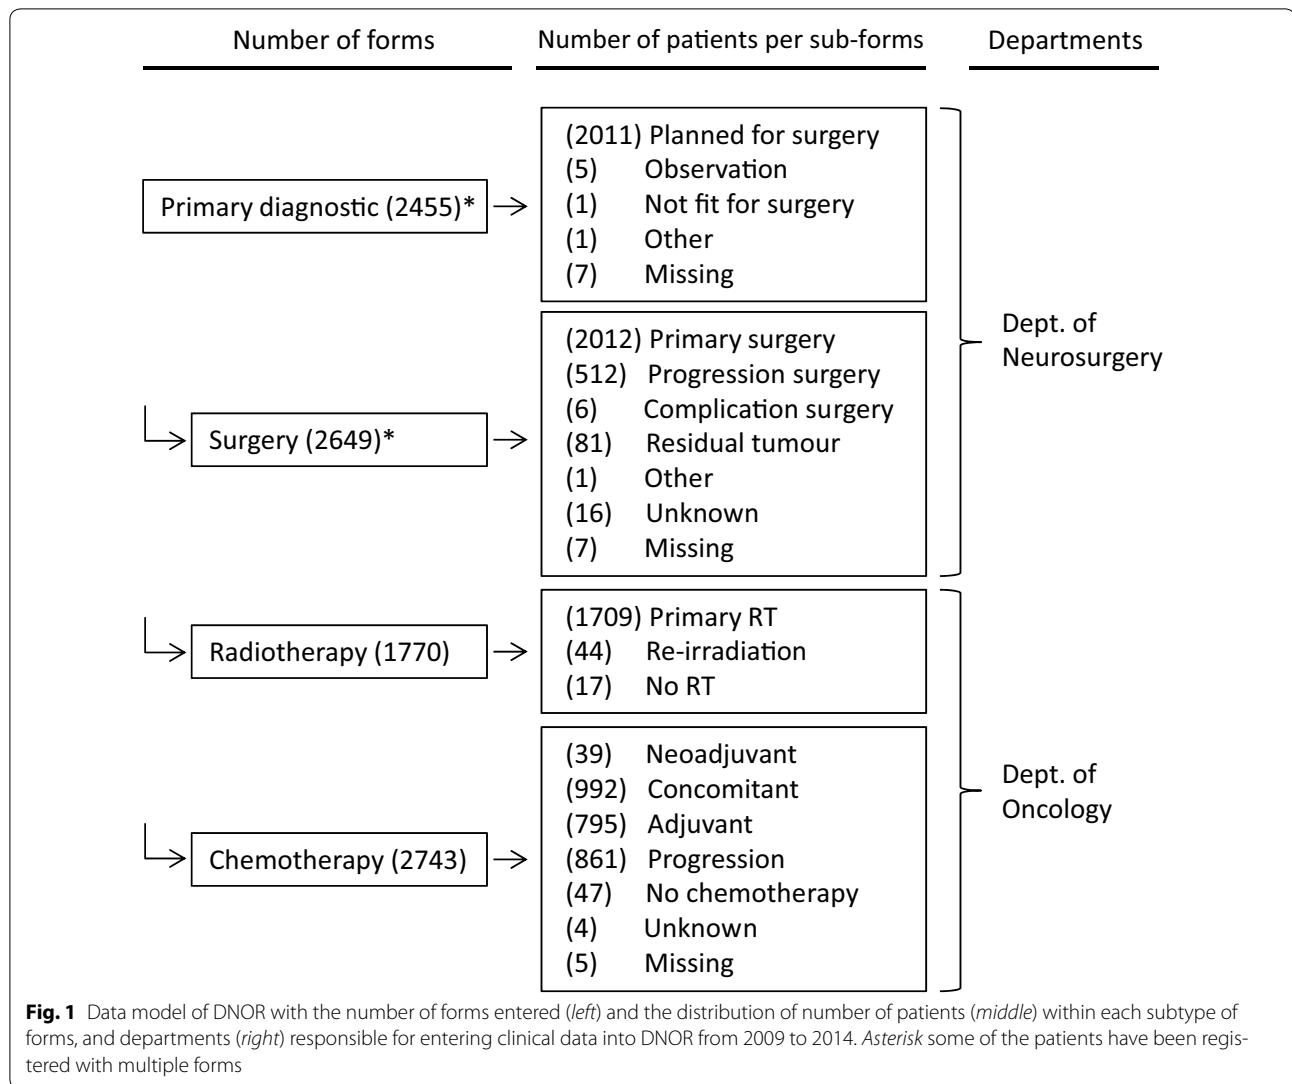 Number of forms
Number of patients per sub-forms
Departments
Primary diagnostic (2455)*
(2011) Planned for surgery
(5) Observation
(1) Not fit for surgery
(1) Other
(7) Missing
Surgery (2649)*
(2012) Primary surgery
(512) Progression surgery
(6) Complication surgery
(81) Residual tumour
(1) Other
(16) Unknown
(7) Missing
Dept. of
Neurosurgery
Radiotherapy (1770)
(1709) Primary RT
(44) Re-irradiation
(17) No RT
Chemotherapy (2743)
(39) Neoadjuvant
(992) Concomitant
(795) Adjuvant
(861) Progression
(47) No chemotherapy
(4) Unknown
(5) Missing
Dept. of
Oncology
Fig. 1 Data model of DNOR with the number of forms entered (left) and the distribution of number of patients (middle) within each subtype of
forms, and departments (right) responsible for entering clinical data into DNOR from 2009 to 2014. Asterisk some of the patients have been regis-
tered with multiple forms